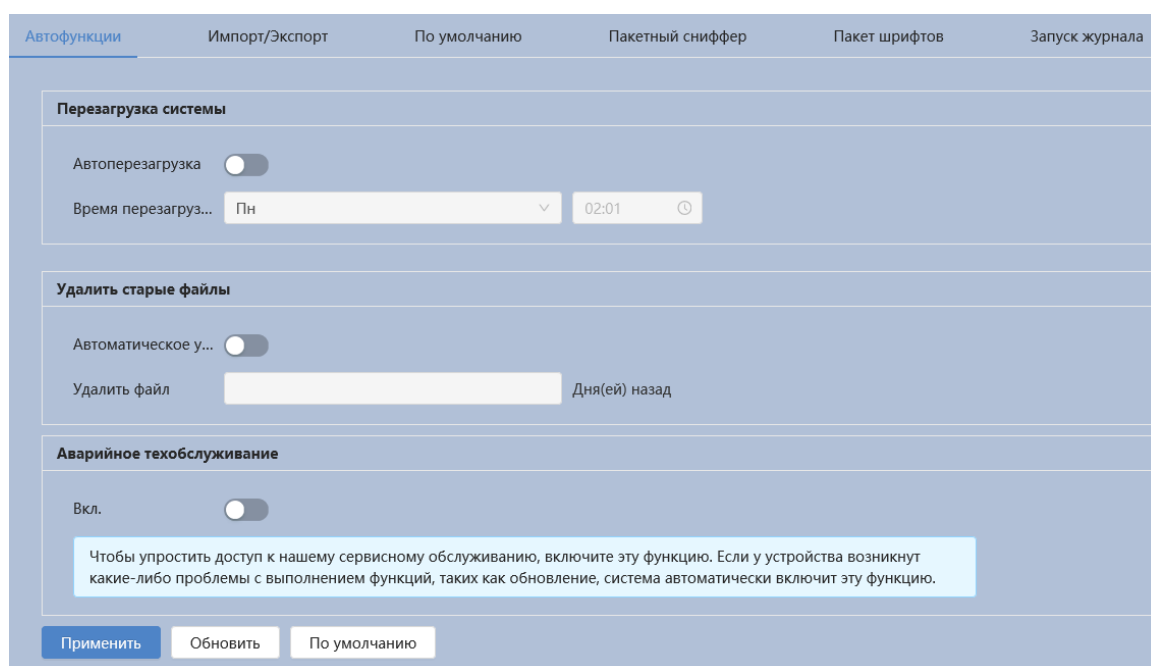 Автофункции Импорт/Экспорт По умолчанию Пакетный сниффер Пакет шрифтов Запуск журнала
Перезагрузка системы
Автоперезагрузка
Время перезагруз... Пн 02:01
Удалить старые файлы
Автоматическое у...
Удалить файл Дня(ей) назад
Аварийное техобслуживание
Вкл.
Чтобы упростить доступ к нашему сервисному обслуживанию, включите эту функцию. Если у устройства возникнут
какие-либо проблемы с выполнением функций, таких как обновление, система автоматически включит эту функцию.
Применить Обновить По умолчанию